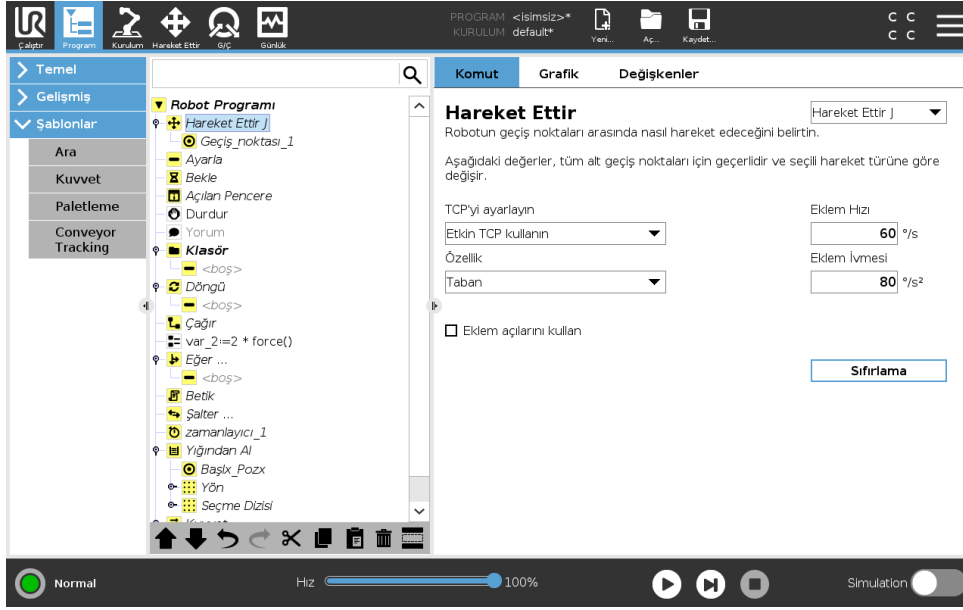 PROGRAM <isimsiz>*
KURULUM default*
Çalıştır
Program
Kurulum
Hareket Ettir
G/Ç
Günlük
Yeni...
Aç...
Kaydet...
C C
C C
Temel
Gelişmiş
Şablonlar
Ara
Kuvvet
Paletleme
Conveyor
Tracking
Robot Programı
Hareket Ettir J
Geçiş_noktası_1
Ayarla
Bekle
Açılan Pencere
Durdur
Yorum
Klasör
<boş>
Döngü
<boş>
Çağır
var_2:=2 * force()
Eğer ...
<boş>
Betik
Şalter ...
zamanlayıcı_1
Yığından Al
Başlx_Pozx
Yön
Seçme Dizisi
Komut
Grafik
Değişkenler
Hareket Ettir
Hareket Ettir J
Robotun geçiş noktaları arasında nasıl hareket edeceğini belirtin.
Aşağıdaki değerler, tüm alt geçiş noktaları için geçerlidir ve seçili hareket türüne göre
değişir.
TCP'yi ayarlayın
Eklem Hızı
Etkin TCP kullanın
60 °/s
Özellik
Eklem İvmesi
Taban
80 °/s²
Eklem açılarını kullan
Sıfırlama
Normal
Hız
100%
Simulation